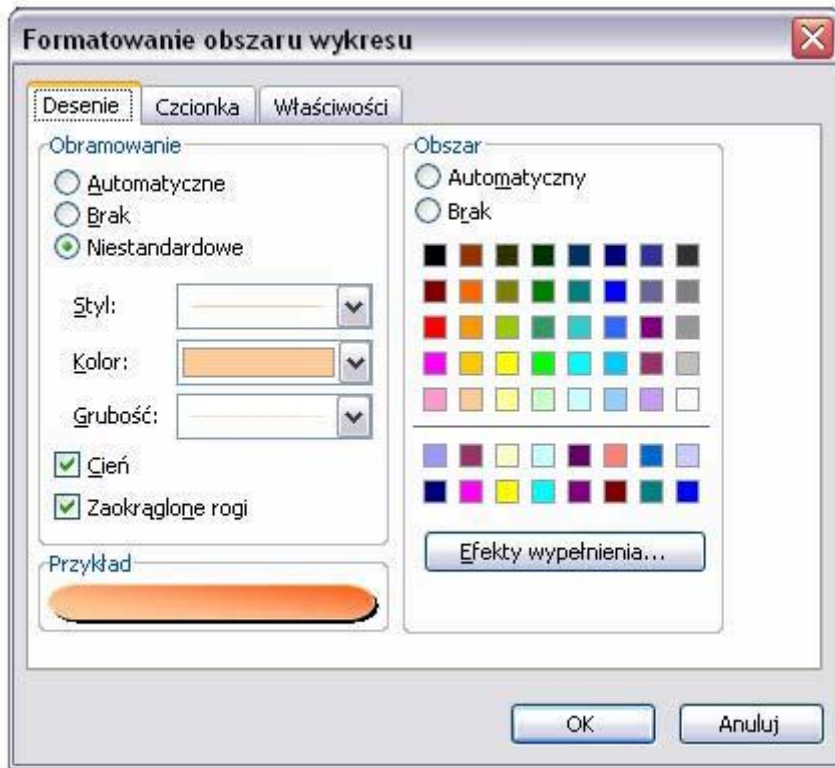 Formatowanie obszaru wykresu
Desenie Czcionka Właściwości
Obramowanie
Automatyczne
Brak
Niestandardowe
Styl:
Kolor:
Grubość:
Cień
Zaokrąglone rogi
Przykład
Obszar
Automatyczny
Brak
Efekty wypełnienia...
OK Anuluj